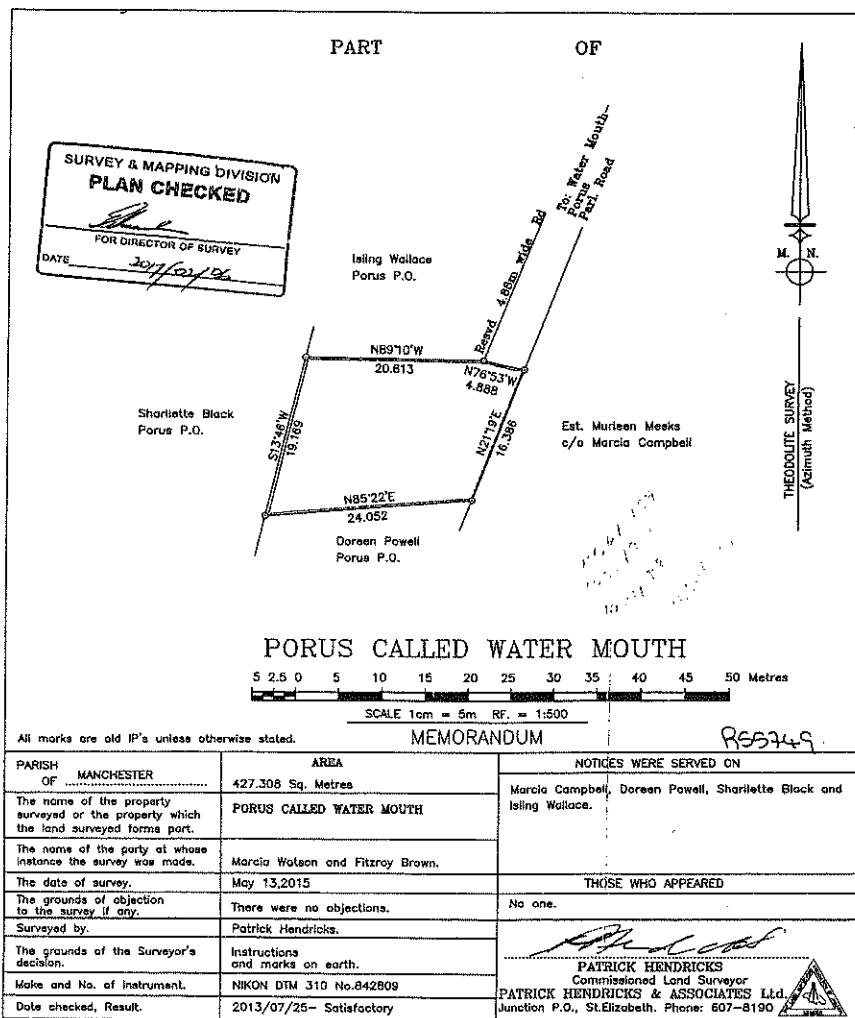 PART OF
SURVEY & MAPPING DIVISION
PLAN CHECKED
FOR DIRECTOR OF SURVEY
DATE 2017/02/06
To: Water Mouth-
Porus
Parl. Road
Resvd 4.88m wide Rd
Isling Wallace
Porus P.O.
M. N.
N89°10'W
20.613
N76°53'W
4.888
Sharliette Black
Porus P.O.
S13°46'W
19.169
N21°19'E
16.386
Est. Murleen Meeks
c/o Marcia Campbell
THEODOLITE SURVEY
(Azimuth Method)
N85°22'E
24.052
Doreen Powell
Porus P.O.
PORUS CALLED WATER MOUTH
5 2.5 0 5 10 15 20 25 30 35 40 45 50 Metres
SCALE 1cm = 5m RF. = 1:500
All marks are old IP's unless otherwise stated.
MEMORANDUM
PARISH
OF MANCHESTER
AREA
427.308 Sq. Metres
NOTICES WERE SERVED ON
Marcia Campbell, Doreen Powell, Sharliette Black and
Isling Wallace.
The name of the property
surveyed or the property which
the land surveyed forms part.
PORUS CALLED WATER MOUTH
The name of the party at whose
instance the survey was made.
Marcia Watson and Fitzroy Brown.
The date of survey.
May 13,2015
THOSE WHO APPEARED
The grounds of objection
to the survey if any.
There were no objections.
No one.
Surveyed by.
Patrick Hendricks.
The grounds of the Surveyor's
decision.
Instructions
and marks on earth.
Make and No. of Instrument.
NIKON DTM 310 No.842809
Date checked, Result.
2013/07/25- Satisfactory
PATRICK HENDRICKS
Commissioned Land Surveyor
PATRICK HENDRICKS & ASSOCIATES Ltd.
Junction P.O., St.Elizabeth. Phone: 607-8190